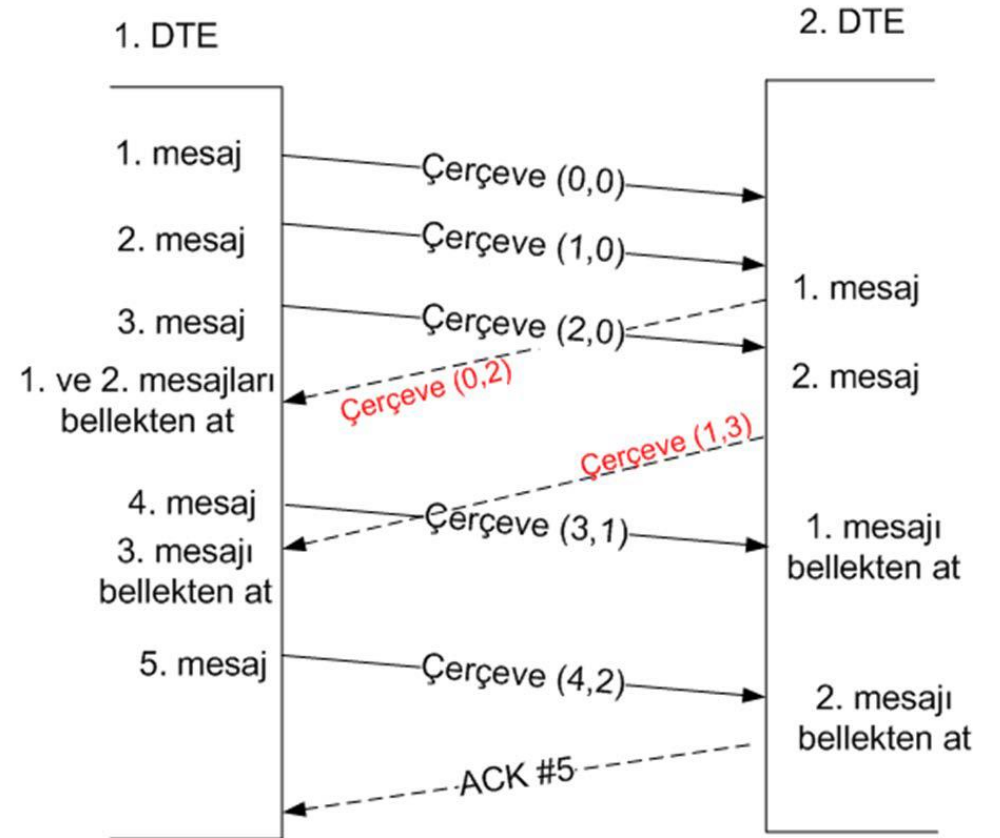 1. DTE
2. DTE
1. mesaj
Çerçeve (0,0)
2. mesaj
Çerçeve (1,0)
1. mesaj
3. mesaj
Çerçeve (2,0)
1. ve 2. mesajları
bellekten at
Çerçeve (0,2)
2. mesaj
Çerçeve (1,3)
4. mesaj
Çerçeve (3,1)
3. mesajı
bellekten at
1. mesajı
bellekten at
5. mesaj
Çerçeve (4,2)
2. mesajı
bellekten at
ACK #5